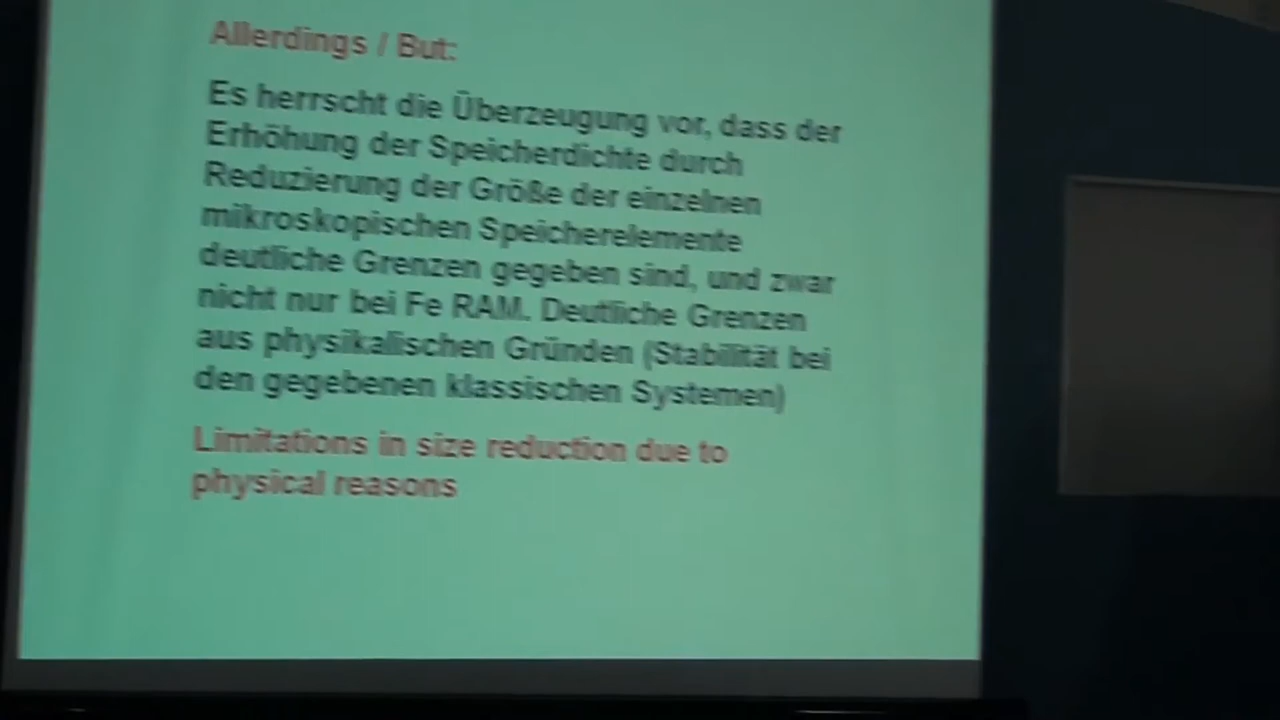 Allerdings / But:
Es herrscht die Überzeugung vor, dass der
Erhöhung der Speicherdichte durch
Reduzierung der Größe der einzelnen
mikroskopischen Speicherelemente
deutliche Grenzen gegeben sind, und zwar
nicht nur bei Fe RAM. Deutliche Grenzen
aus physikalischen Gründen (Stabilität bei
den gegebenen klassischen Systemen)
Limitations in size reduction due to
physical reasons